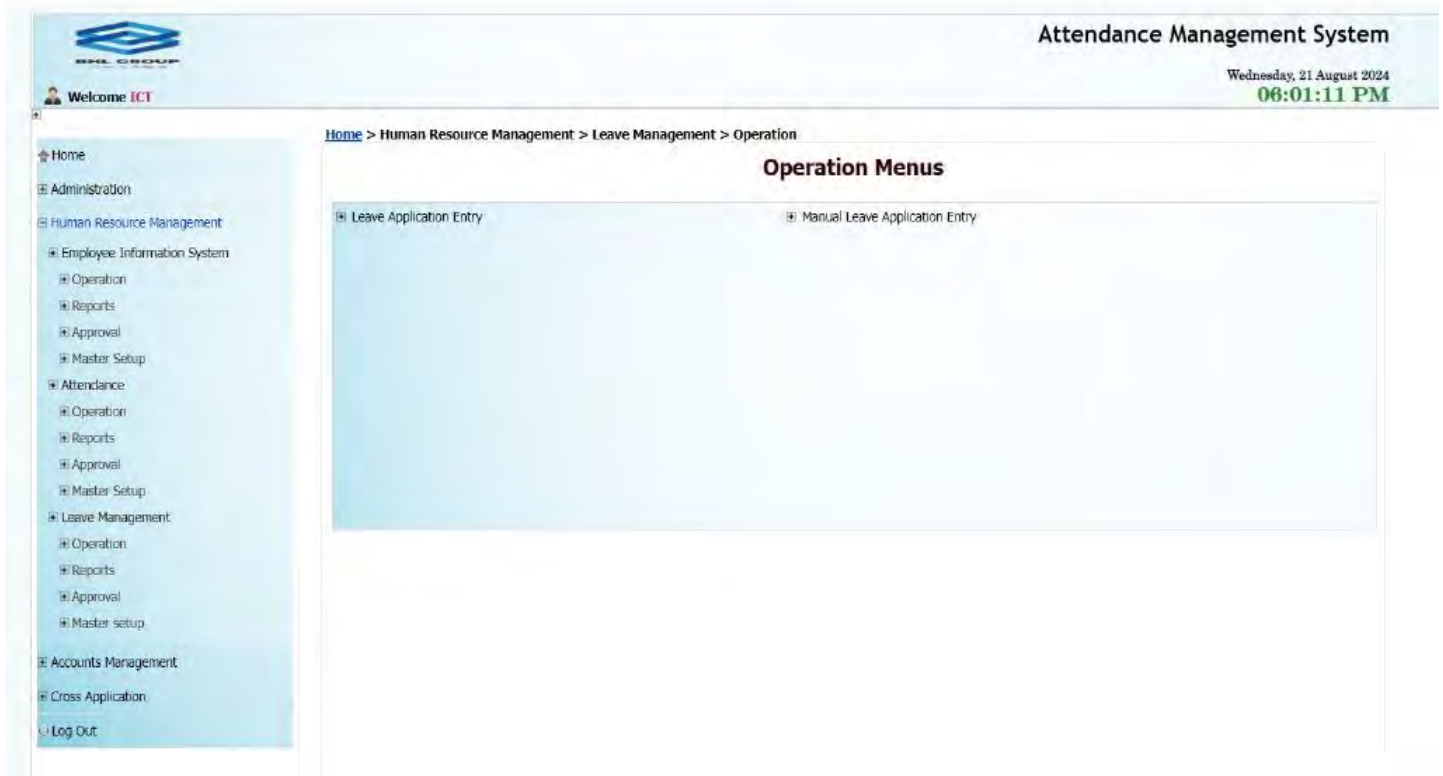 BHL GROUP
Attendance Management System
Wednesday, 21 August 2024
06:01:11 PM
Welcome ICT
Home > Human Resource Management > Leave Management > Operation
Operation Menus
Leave Application Entry
Manual Leave Application Entry
Home
Administration
Human Resource Management
Employee Information System
Operation
Reports
Approval
Master Setup
Attendance
Operation
Reports
Approval
Master Setup
Leave Management
Operation
Reports
Approval
Master setup
Accounts Management
Cross Application
Log Out